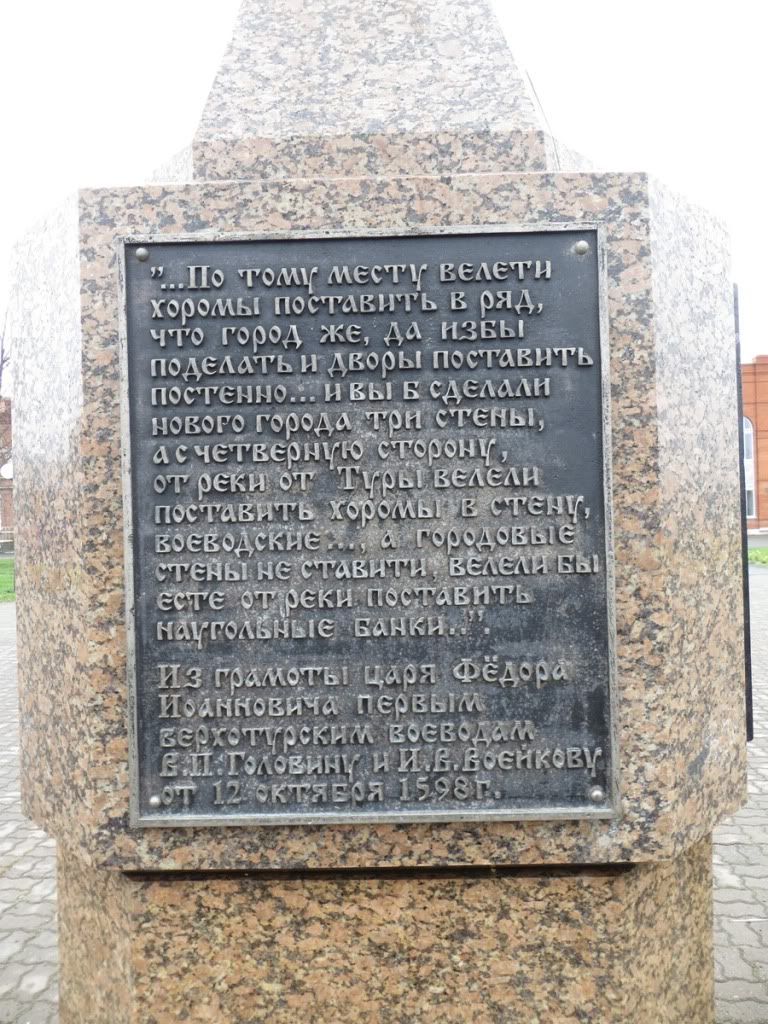 "...По тому месту велети
хоромы поставить в ряд,
что город же, да избы
поделать и дворы поставить
постенно... и вы б сделали
нового города три стены,
а с четверную сторону,
от реки от Туры велели
поставить хоромы в стену,
воеводские..., а городовые
стены не ставити, велели бы
есте от реки поставить
наугольные банки..".
Из грамоты царя Фёдора
Иоанновича первым
верхотурским воеводам
В.П.Головину и И.В.Воейкову
от 12 октября 1598г.